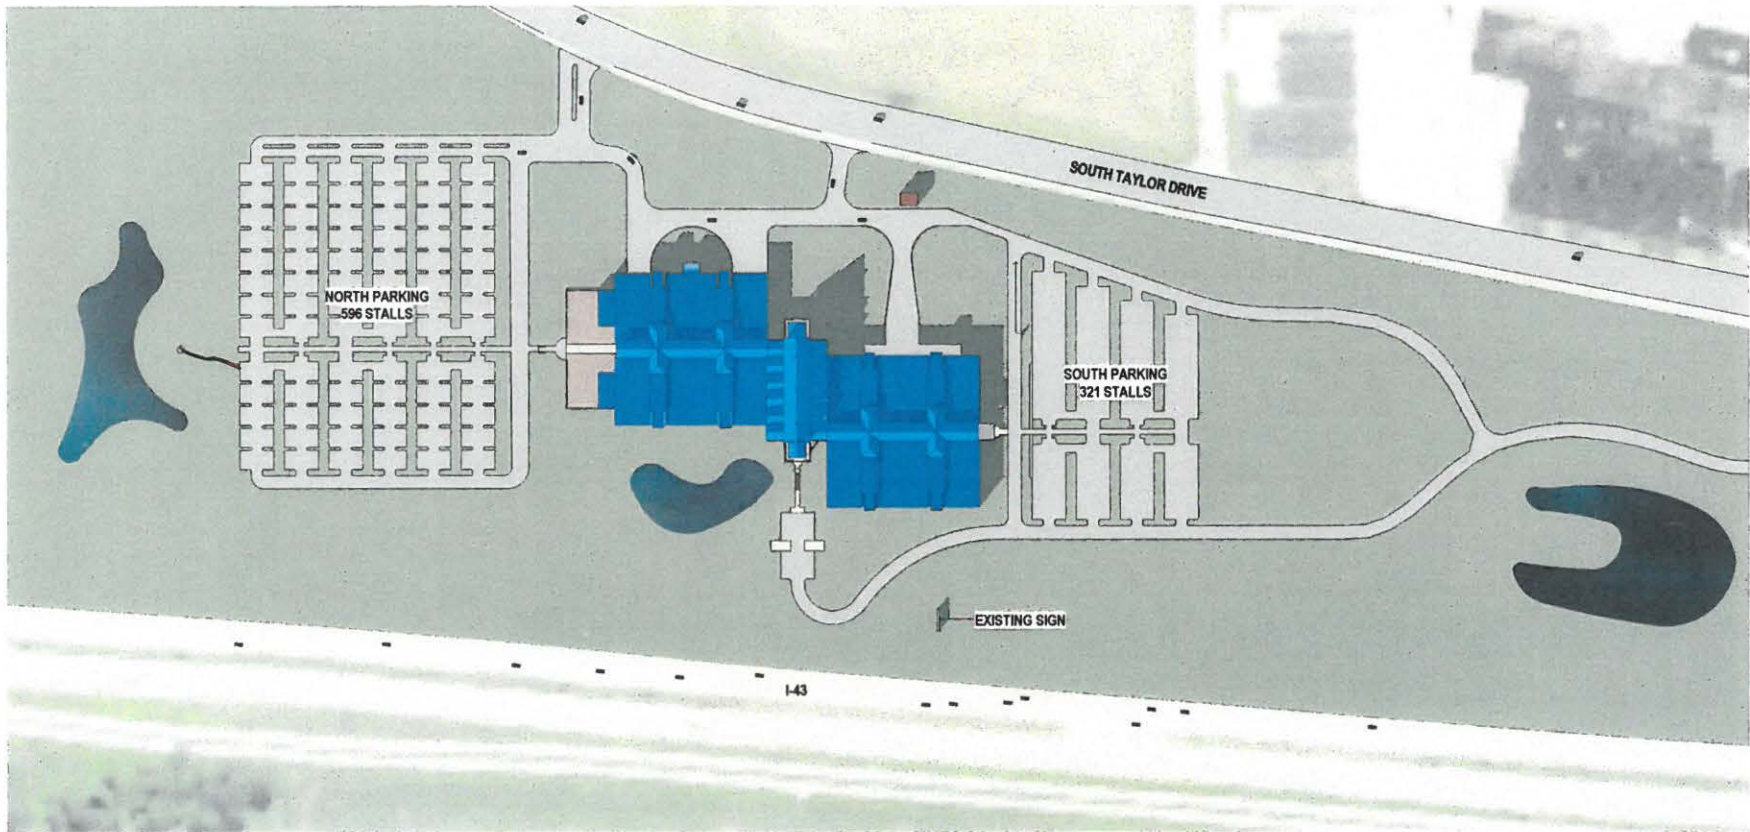 SOUTH TAYLOR DRIVE
NORTH PARKING
596 STALLS
SOUTH PARKING
321 STALLS
EXISTING SIGN
I-43